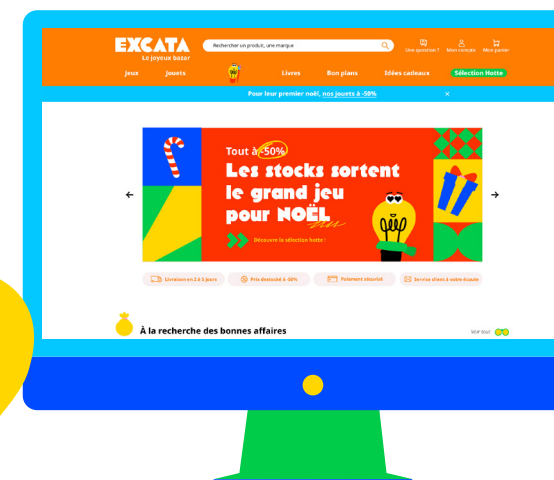 EXCATA
Le joyeux bazar
Rechercher un produit, une marque
Une question ?
Mon compte
Mon panier
Jeux
Jouets
Livres
Bon plans
Idées cadeaux
Sélection Hotte
Pour leur premier noël, nos jouets à -50%
×
Tout à -50%
Les stocks sortent
le grand jeu
pour NOËL
Découvre la sélection hotte !
Livraison en 2 à 5 jours
Prix destocké à -50%
Paiement sécurisé
Service client à votre écoute
À la recherche des bonnes affaires
Voir tout